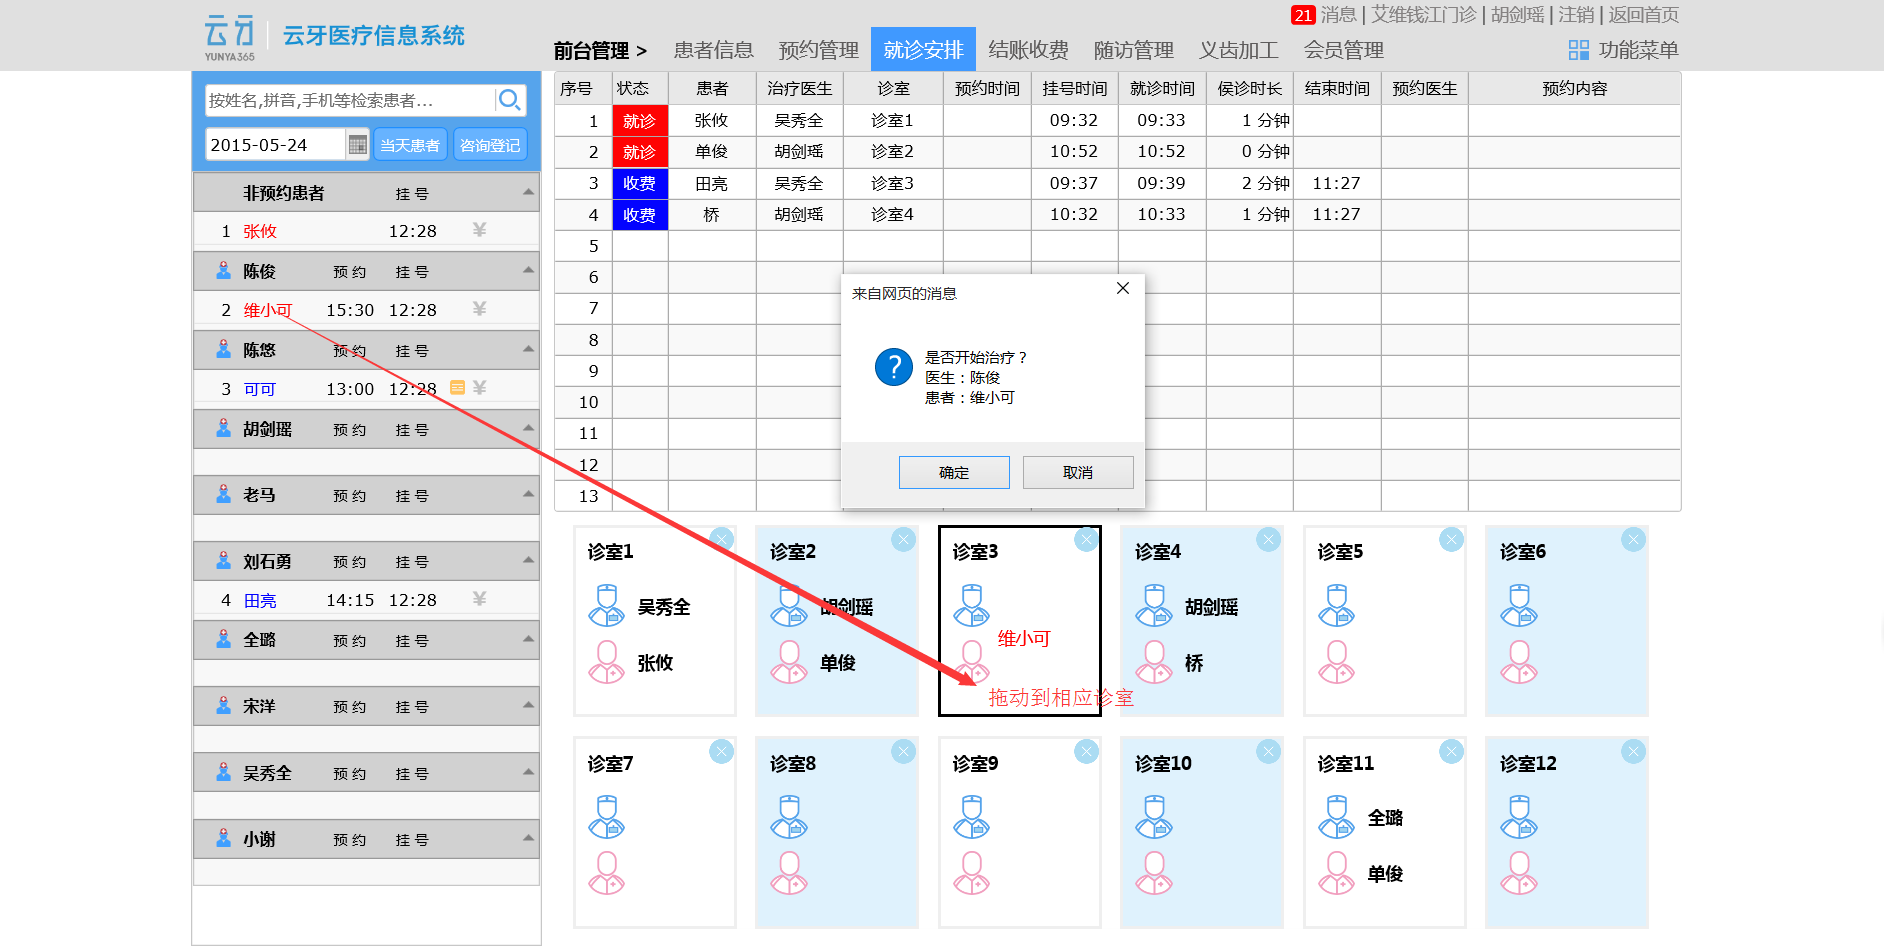 21 消息 | 艾维钱江门诊 | 胡剑瑶 | 注销 | 返回首页
云牙 YUNYA365 云牙医疗信息系统
前台管理 > 患者信息 预约管理 就诊安排 结账收费 随访管理 义齿加工 会员管理 功能菜单
按姓名,拼音,手机等检索患者...
2015-05-24 当天患者 咨询登记
非预约患者 挂号
1 张攸 12:28 ¥
陈俊 预约 挂号
2 维小可 15:30 12:28 ¥
陈悠 预约 挂号
3 可可 13:00 12:28 ¥
胡剑瑶 预约 挂号
老马 预约 挂号
刘石勇 预约 挂号
4 田亮 14:15 12:28 ¥
全璐 预约 挂号
宋洋 预约 挂号
吴秀全 预约 挂号
小谢 预约 挂号
序号 状态 患者 治疗医生 诊室 预约时间 挂号时间 就诊时间 侯诊时长 结束时间 预约医生 预约内容
1 就诊 张攸 吴秀全 诊室1 09:32 09:33 1 分钟
2 就诊 单俊 胡剑瑶 诊室2 10:52 10:52 0 分钟
3 收费 田亮 吴秀全 诊室3 09:37 09:39 2 分钟 11:27
4 收费 桥 胡剑瑶 诊室4 10:32 10:33 1 分钟 11:27
5
6
7
8
9
10
11
12
13
来自网页的消息
?
是否开始治疗？
医生：陈俊
患者：维小可
确定 取消
诊室1 诊室2 诊室3 诊室4 诊室5 诊室6
吴秀全 胡剑瑶 胡剑瑶
维小可
张攸 单俊 桥
拖动到相应诊室
诊室7 诊室8 诊室9 诊室10 诊室11 诊室12
全璐
单俊